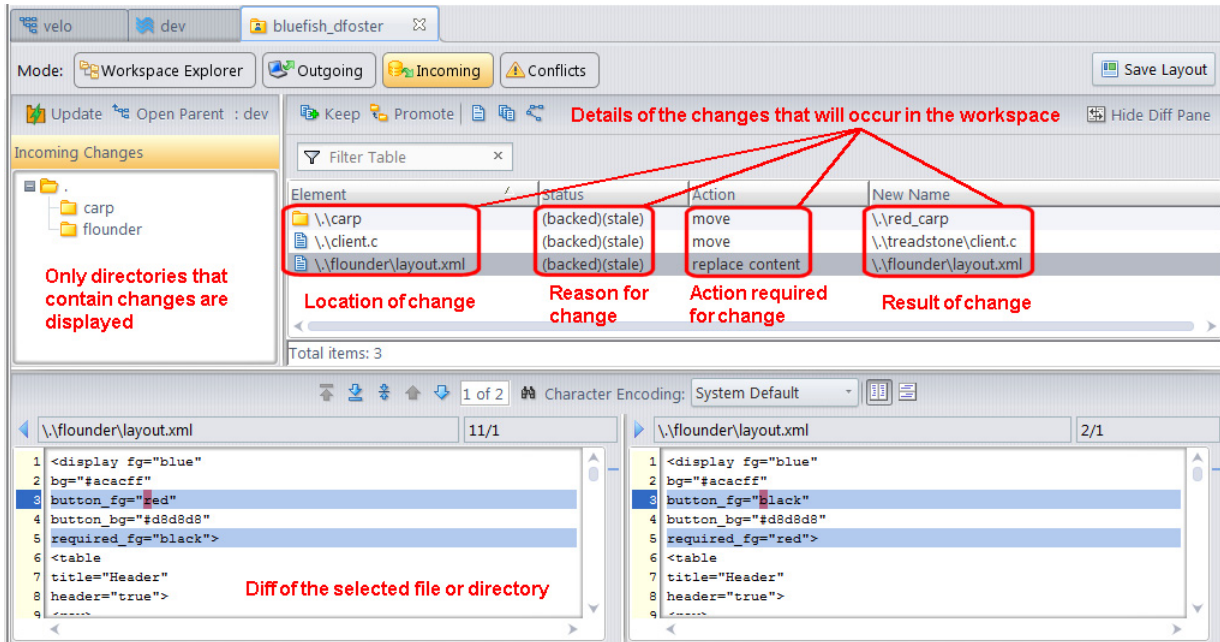 velo
dev
bluefish_dfoster
Mode: Workspace Explorer Outgoing Incoming Conflicts Save Layout
Update Open Parent : dev
Keep Promote
Details of the changes that will occur in the workspace
Hide Diff Pane
Incoming Changes
.
carp
flounder
Only directories that
contain changes are
displayed
Filter Table
Element Status Action New Name
\.\carp (backed)(stale) move \.\red_carp
\.\client.c (backed)(stale) move \.\treadstone\client.c
\.\flounder\layout.xml (backed)(stale) replace content \.\flounder\layout.xml
Location of change
Reason for
change
Action required
for change
Result of change
Total items: 3
1 of 2 Character Encoding: System Default
\.\flounder\layout.xml 11/1
1 <display fg="blue"
2 bg="#acacff"
3 button_fg="red"
4 button_bg="#d8d8d8"
5 required_fg="black">
6 <table
7 title="Header"
8 header="true">
9
Diff of the selected file or directory
\.\flounder\layout.xml 2/1
1 <display fg="blue"
2 bg="#acacff"
3 button_fg="black"
4 button_bg="#d8d8d8"
5 required_fg="red">
6 <table
7 title="Header"
8 header="true">
9